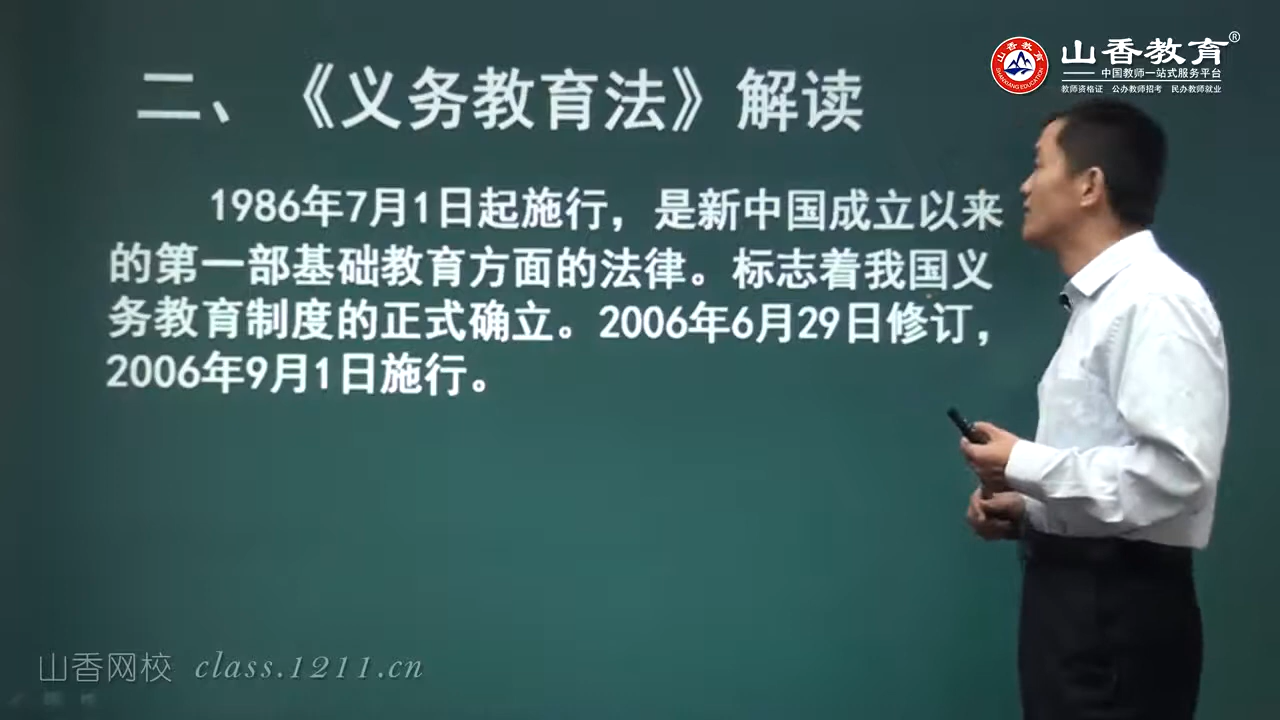 山香教育®
中国教师一站式服务平台
教师资格证 公办教师招考 民办教师就业
山香教育
SHANXIANG EDUCATION
二、《义务教育法》解读
1986年7月1日起施行，是新中国成立以来
的第一部基础教育方面的法律。标志着我国义
务教育制度的正式确立。2006年6月29日修订，
2006年9月1日施行。
山香网校 class.1211.cn